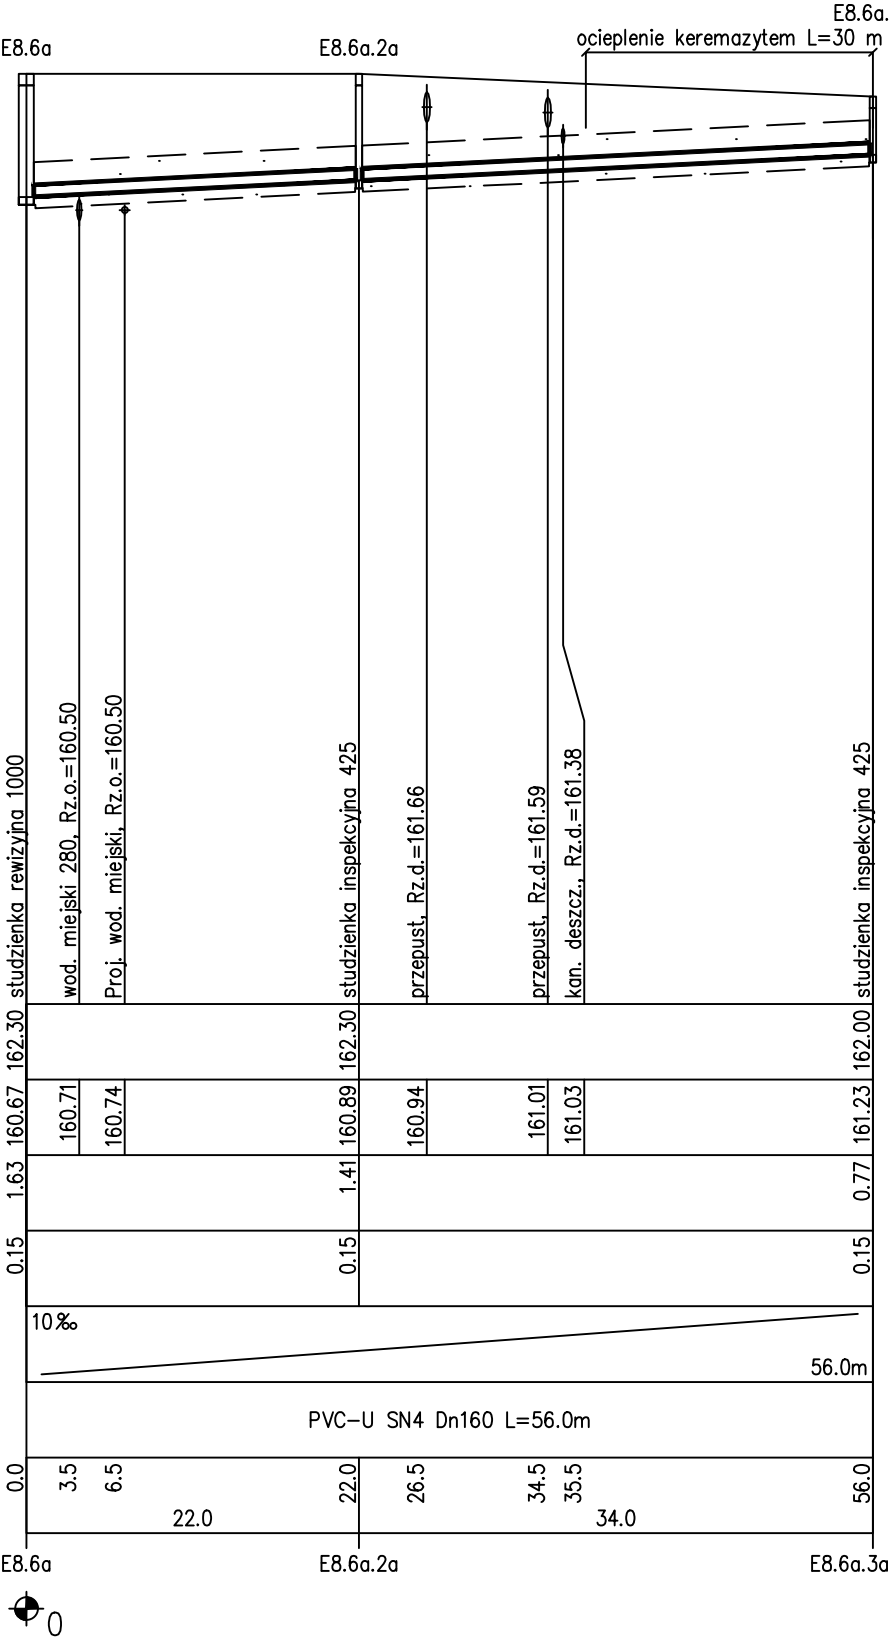 E8.6a.
E8.6a
E8.6a.2a
ocieplenie keremazytem L=30 m
studzienka rewizyjna 1000
wod. miejski 280, Rz.o.=160.50
Proj. wod. miejski, Rz.o.=160.50
studzienka inspekcyjna 425
przepust, Rz.d.=161.66
przepust, Rz.d.=161.59
kan. deszcz., Rz.d.=161.38
studzienka inspekcyjna 425
162.30
162.30
162.00
160.67
160.71
160.74
160.89
160.94
161.01
161.03
161.23
1.63
1.41
0.77
0.15
0.15
0.15
10‰
56.0m
PVC-U SN4 Dn160 L=56.0m
0.0
3.5
6.5
22.0
26.5
34.5
35.5
56.0
22.0
34.0
E8.6a
E8.6a.2a
E8.6a.3a
0